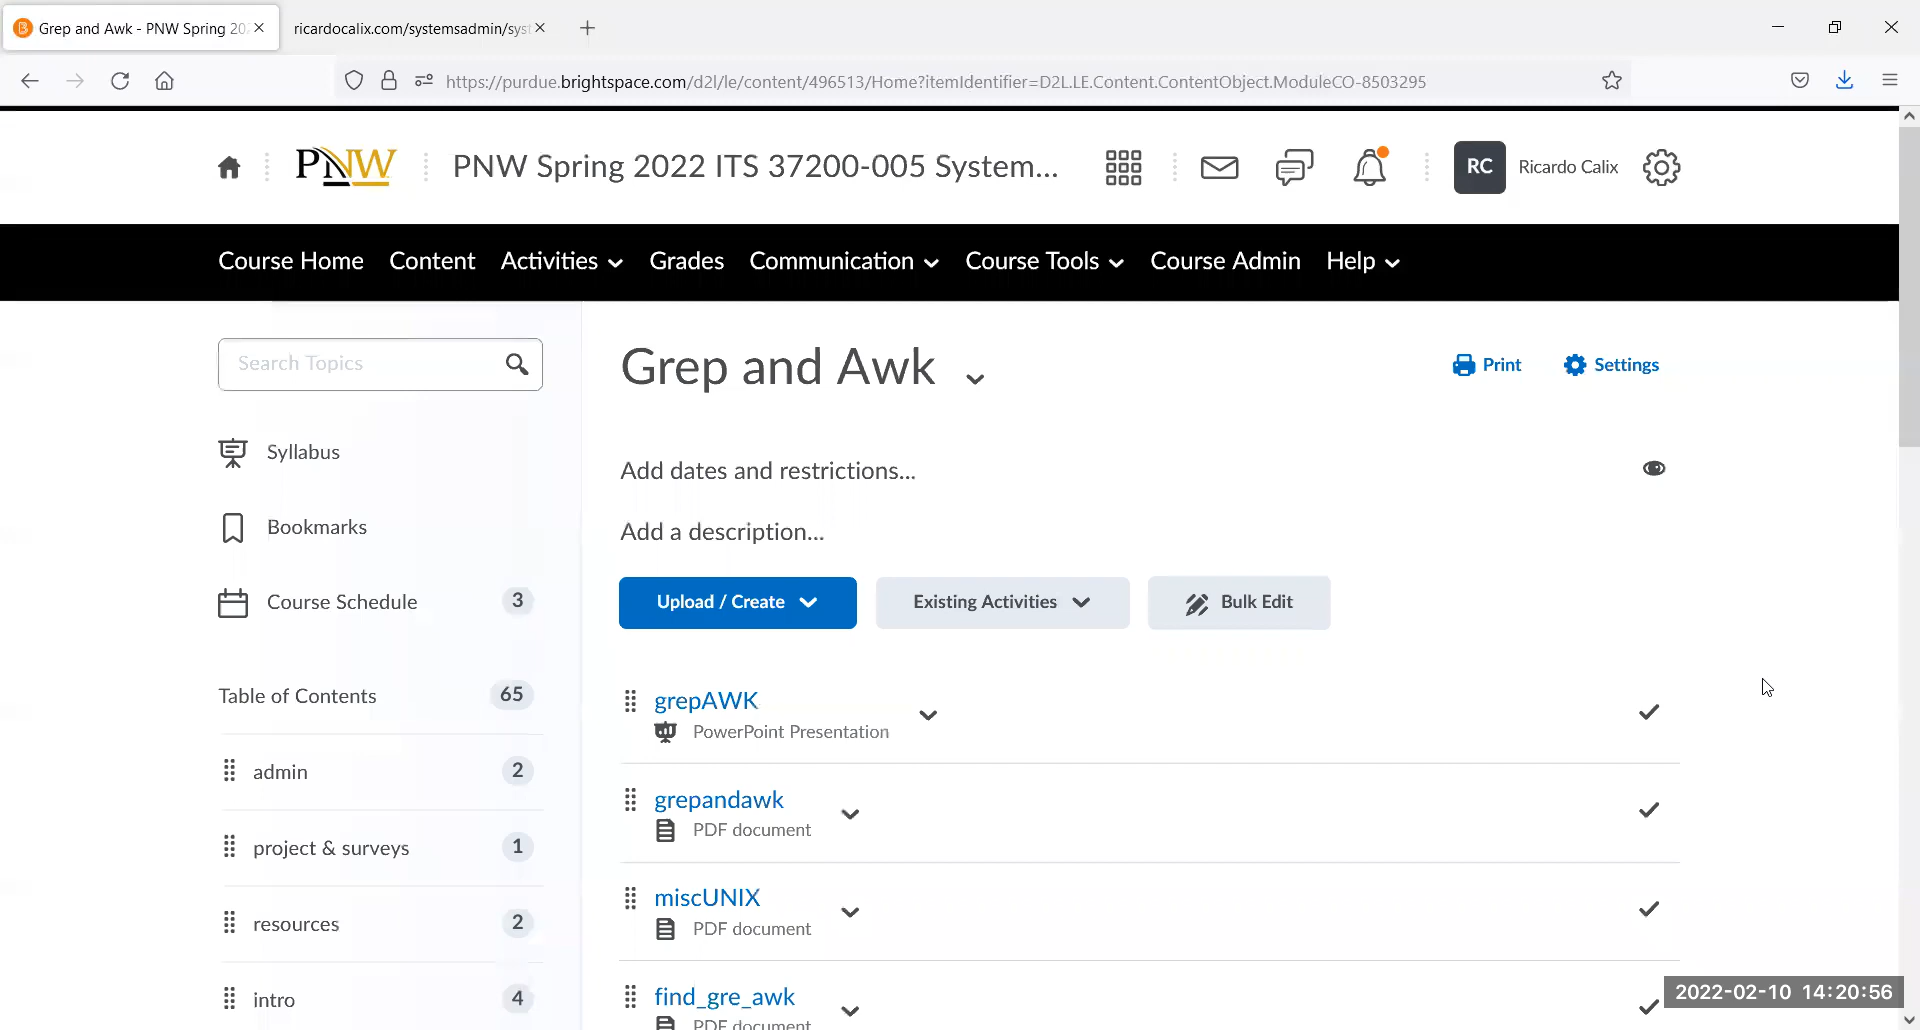 Grep and Awk - PNW Spring 20
ricardocalix.com/systemsadmin/syst
https://purdue.brightspace.com/d2l/le/content/496513/Home?itemIdentifier=D2L.LE.Content.ContentObject.ModuleCO-8503295
PNW
PNW Spring 2022 ITS 37200-005 System...
RC
Ricardo Calix
Course Home
Content
Activities
Grades
Communication
Course Tools
Course Admin
Help
Search Topics
Syllabus
Bookmarks
Course Schedule 3
Table of Contents 65
admin 2
project & surveys 1
resources 2
intro 4
Grep and Awk
Print
Settings
Add dates and restrictions...
Add a description...
Upload / Create
Existing Activities
Bulk Edit
grepAWK
PowerPoint Presentation
grepandawk
PDF document
miscUNIX
PDF document
find_gre_awk
PDF document
2022-02-10 14:20:56